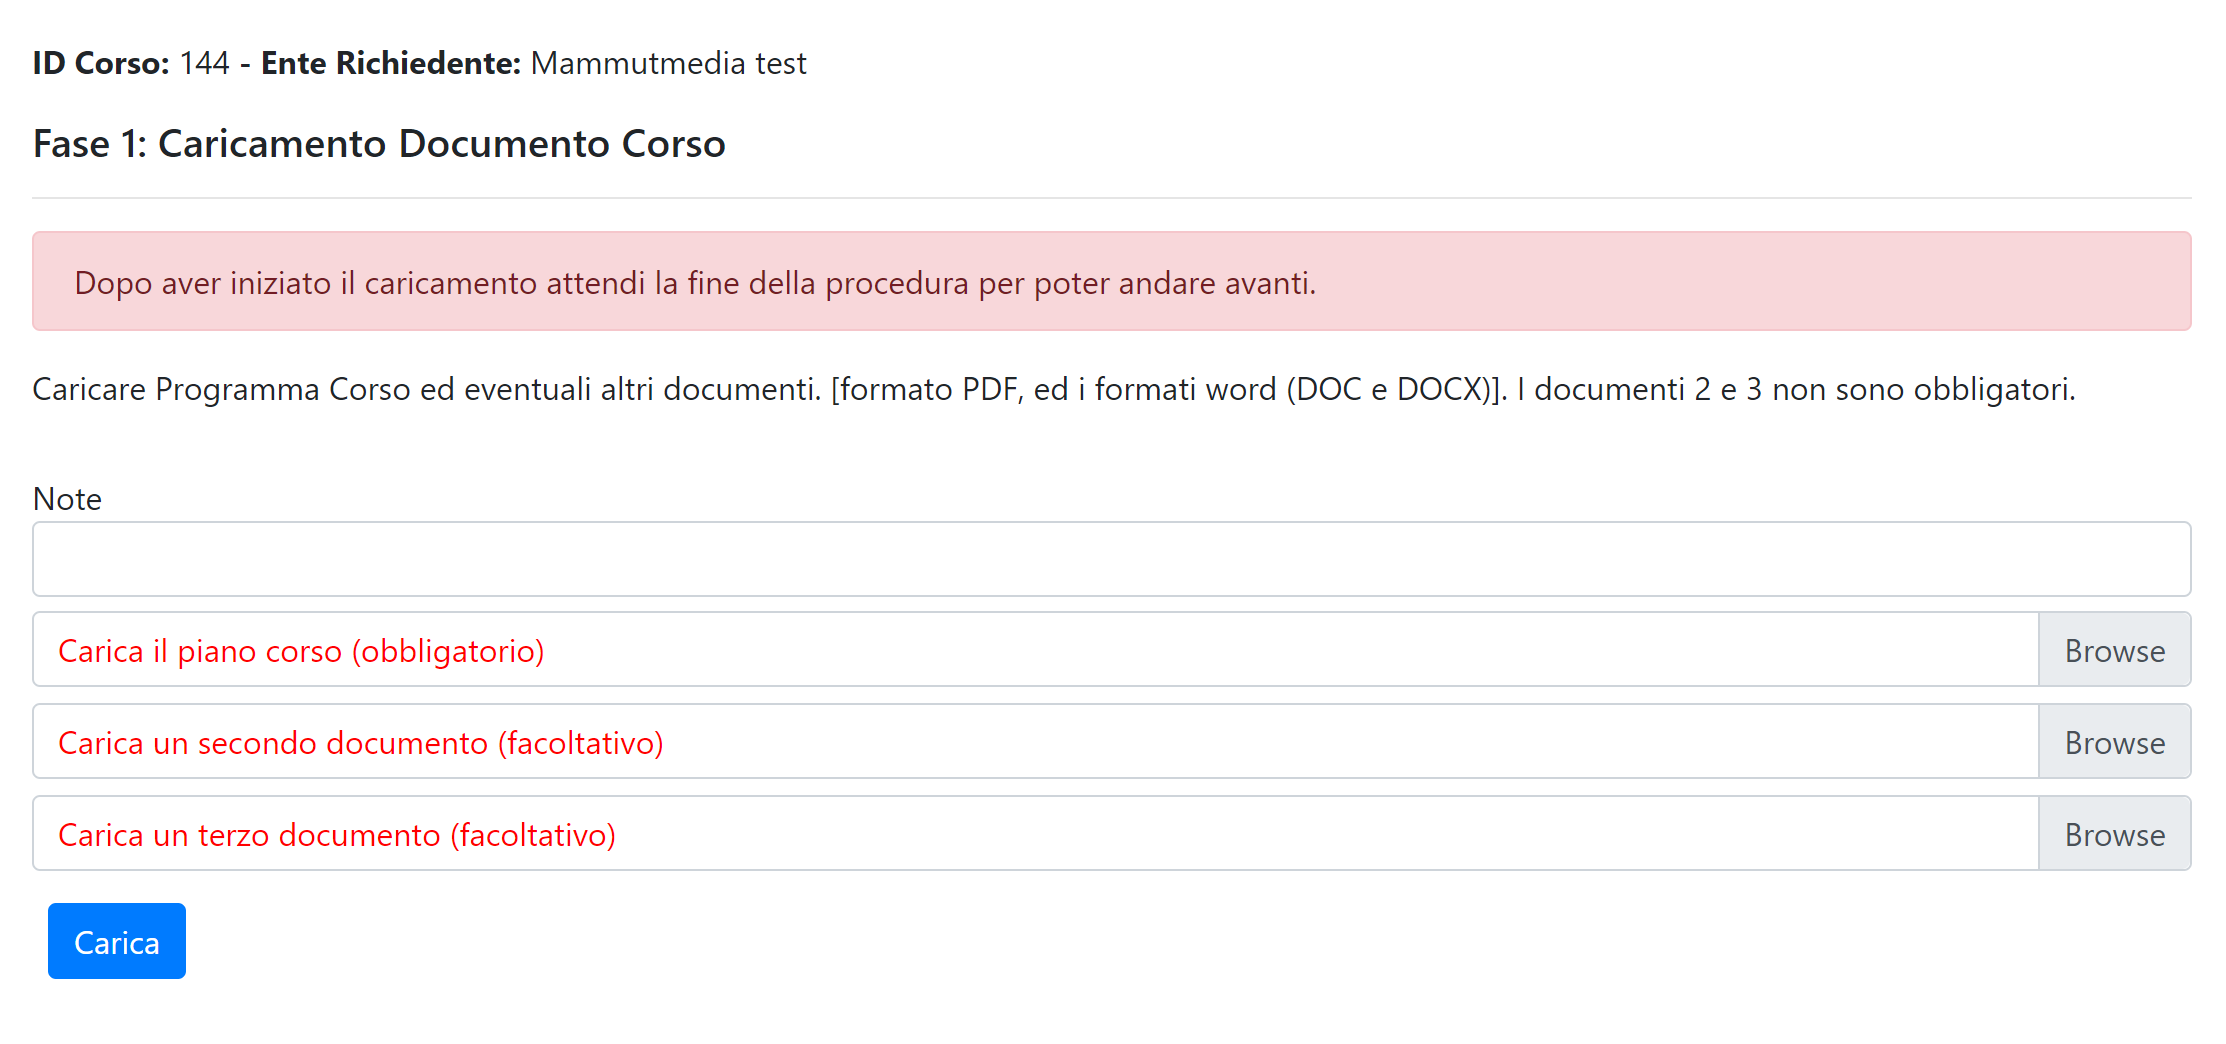 ID Corso: 144 - Ente Richiedente: Mammutmedia test
Fase 1: Caricamento Documento Corso
Dopo aver iniziato il caricamento attendi la fine della procedura per poter andare avanti.
Caricare Programma Corso ed eventuali altri documenti. [formato PDF, ed i formati word (DOC e DOCX)]. I documenti 2 e 3 non sono obbligatori.
Note
Carica il piano corso (obbligatorio) Browse
Carica un secondo documento (facoltativo) Browse
Carica un terzo documento (facoltativo) Browse
Carica